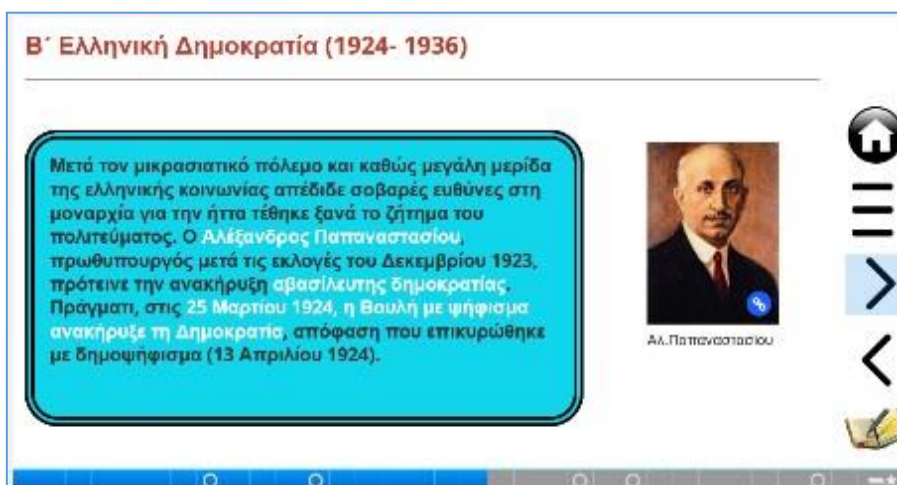 Β΄ Ελληνική Δημοκρατία (1924- 1936)
Μετά τον μικρασιατικό πόλεμο και καθώς μεγάλη μερίδα
της ελληνικής κοινωνίας απέδιδε σοβαρές ευθύνες στη
μοναρχία για την ήττα τέθηκε ξανά το ζήτημα του
πολιτεύματος. Ο Αλέξανδρος Παπαναστασίου,
πρωθυπουργός μετά τις εκλογές του Δεκεμβρίου 1923,
πρότεινε την ανακήρυξη αβασίλευτης δημοκρατίας.
Πράγματι, στις 25 Μαρτίου 1924, η Βουλή με ψήφισμα
ανακήρυξε τη Δημοκρατία, απόφαση που επικυρώθηκε
με δημοψήφισμα (13 Απριλίου 1924).
Αλ.Παπαναστασίου